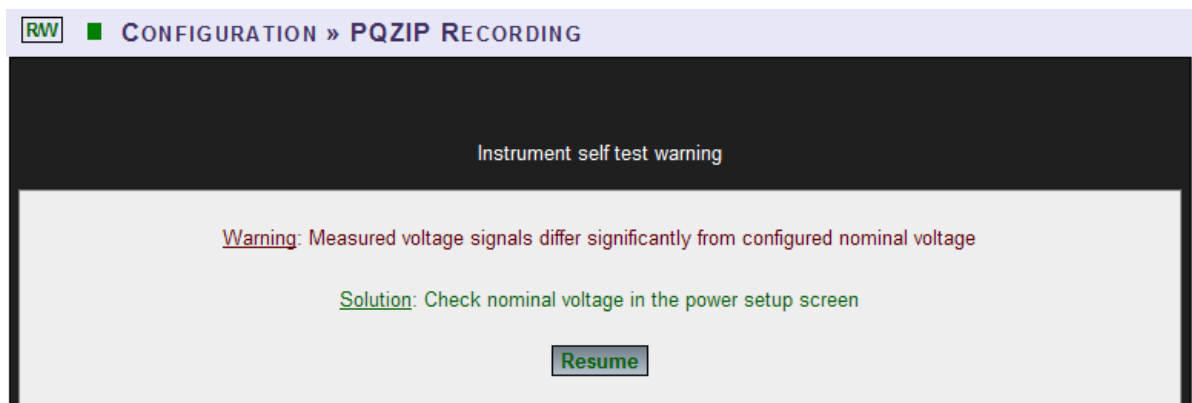 R/W CONFIGURATION » PQZIP RECORDING
Instrument self test warning
Warning: Measured voltage signals differ significantly from configured nominal voltage
Solution: Check nominal voltage in the power setup screen
Resume